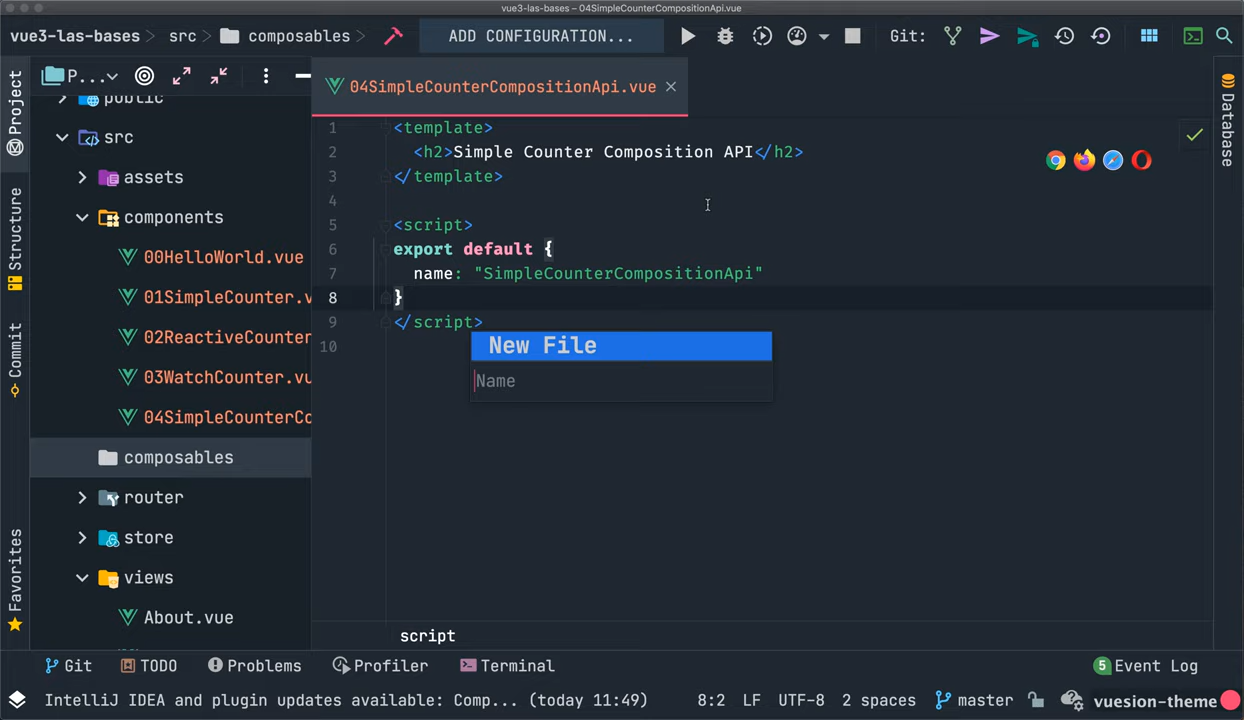 vue3-las-bases – 04SimpleCounterCompositionApi.vue
vue3-las-bases > src > composables > ADD CONFIGURATION... Git:
Project
Structure
Commit
Favorites
P...
public
src
assets
components
00HelloWorld.vue
01SimpleCounter.v
02ReactiveCounter
03WatchCounter.vu
04SimpleCounterCo
composables
router
store
views
About.vue
04SimpleCounterCompositionApi.vue
1 <template>
2 <h2>Simple Counter Composition API</h2>
3 </template>
4
5 <script>
6 export default {
7 name: "SimpleCounterCompositionApi"
8 }
9 </script>
10
New File
Name
script
Database
Git TODO Problems Profiler Terminal 5 Event Log
IntelliJ IDEA and plugin updates available: Comp... (today 11:49) 8:2 LF UTF-8 2 spaces master vuesion-theme